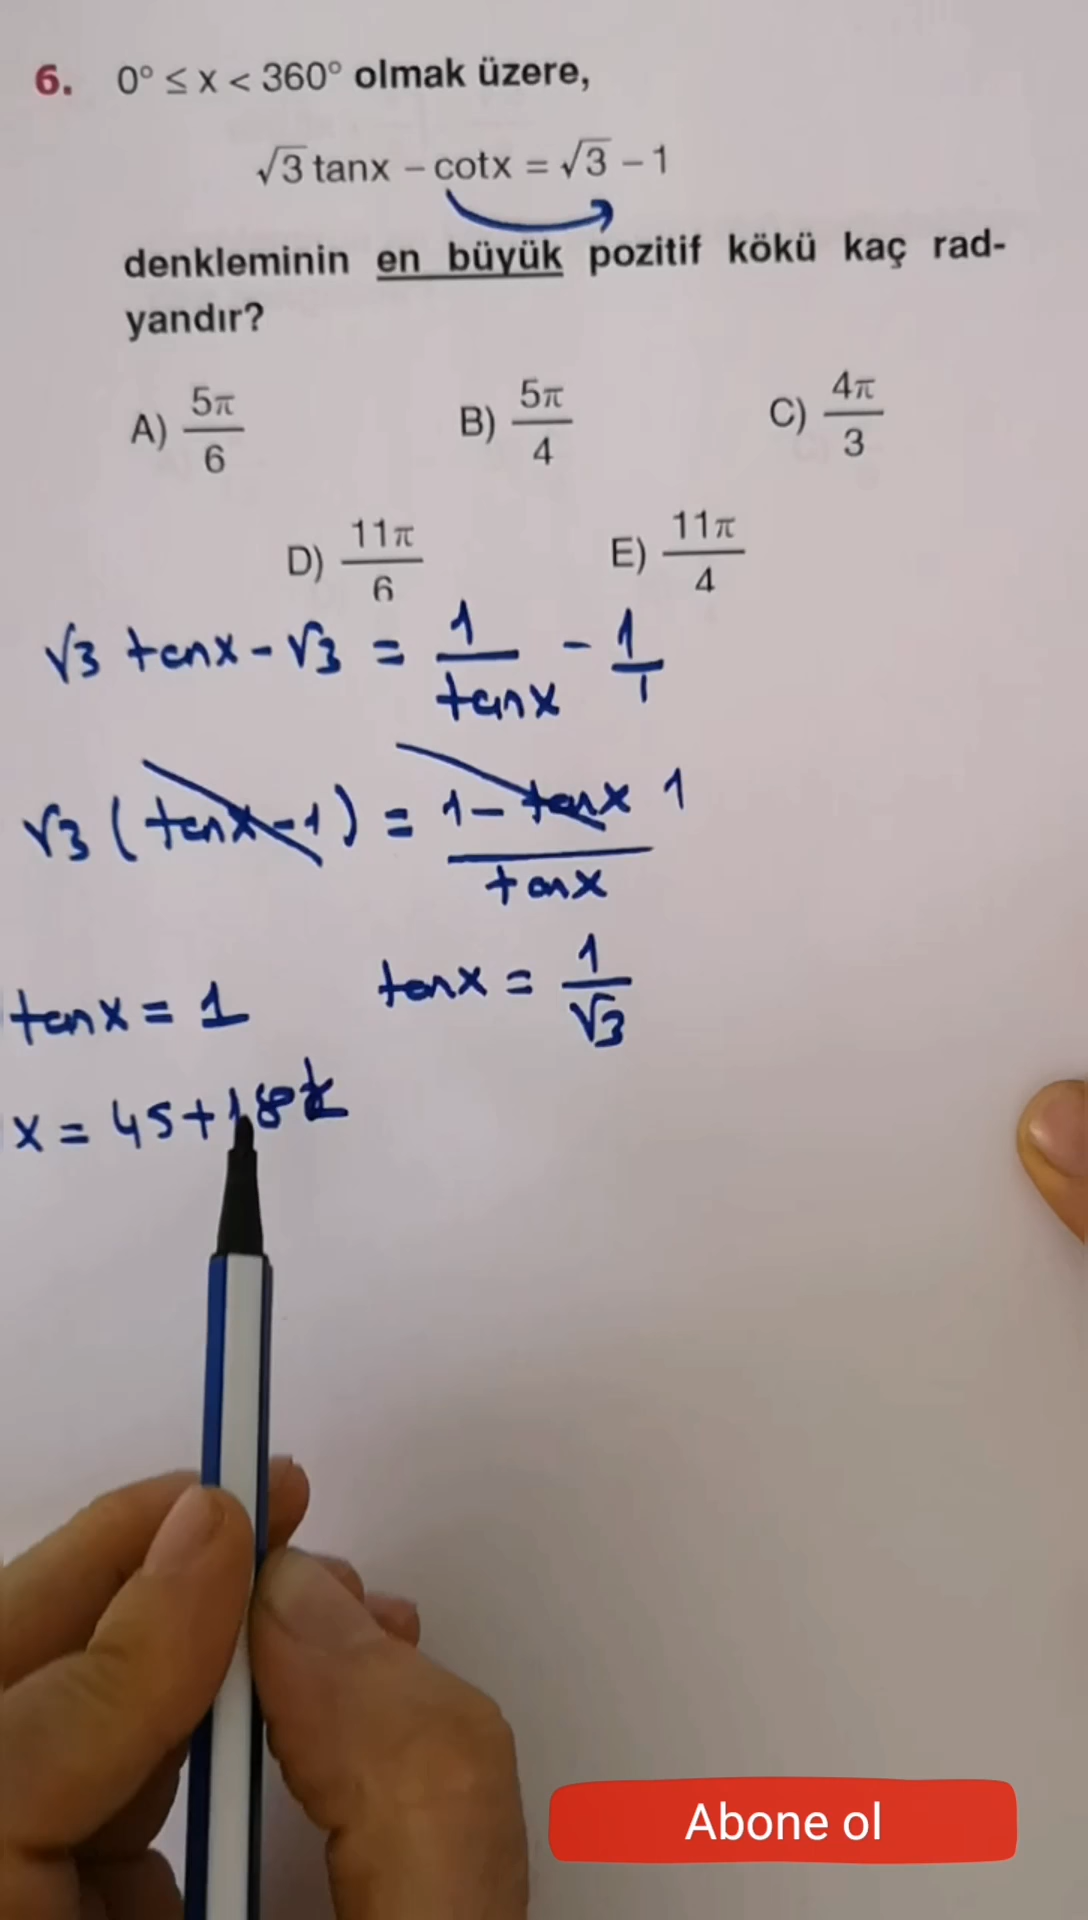 6. 0° ≤ x < 360° olmak üzere,
√3 tanx – cotx = √3 – 1
denkleminin en büyük pozitif kökü kaç rad-
yandır?
A) 5π/6 B) 5π/4 C) 4π/3
D) 11π/6 E) 11π/4
√3 tanx - √3 = 1/tanx - 1/1
√3 (tanx-1) = 1-tanx 1/tanx
tanx = 1 tanx = 1/√3
x = 45+180k
Abone ol